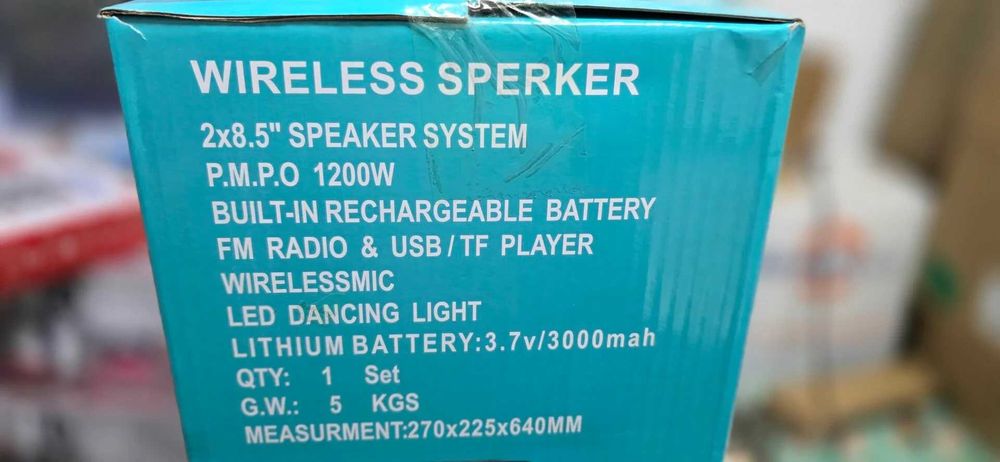 WIRELESS SPERKER
2x8.5" SPEAKER SYSTEM
P.M.P.O 1200W
BUILT-IN RECHARGEABLE BATTERY
FM RADIO & USB/TF PLAYER
WIRELESSMIC
LED DANCING LIGHT
LITHIUM BATTERY:3.7v/3000mah
QTY: 1 Set
G.W.: 5 KGS
MEASURMENT:270x225x640MM